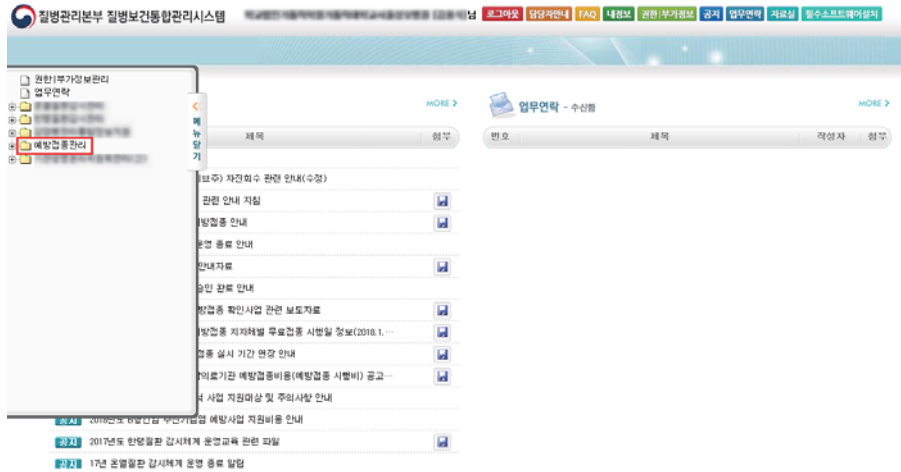 질병관리본부 질병보건통합관리시스템 님 로그아웃 담당자안내 FAQ 내정보 권한|부가정보 공지 업무연락 자료실 필수소프트웨어설치
권한|부가정보관리
업무연락
예방접종관리
메뉴닫기
MORE
제목 첨부
브주) 자진회수 관련 안내(수정)
관련 안내 지침
방접종 안내
운영 종료 안내
안내자료
승인 완료 안내
방접종 확인사업 관련 보도자료
방접종 지자체별 무료접종 시행일 정보(2018.1.…
접종 실시 기간 연장 안내
의료기관 예방접종비용(예방접종 시행비) 공고…
사업 지원대상 및 주의사항 안내
공지 2018년도 B형간염 주산기감염 예방사업 지원비용 안내
공지 2017년도 한랭질환 감시체계 운영교육 관련 파일
공지 17년 온열질환 감시체계 운영 종료 알림
업무연락 - 수신함 MORE
번호 제목 작성자 첨부